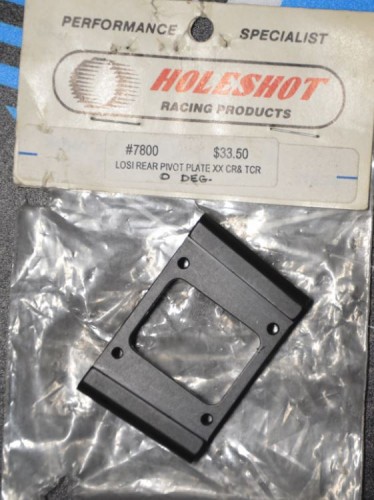 PERFORMANCE SPECIALIST
HOLESHOT
RACING PRODUCTS
#7800 $33.50
LOSI REAR PIVOT PLATE XX CR& TCR
0 DEG.